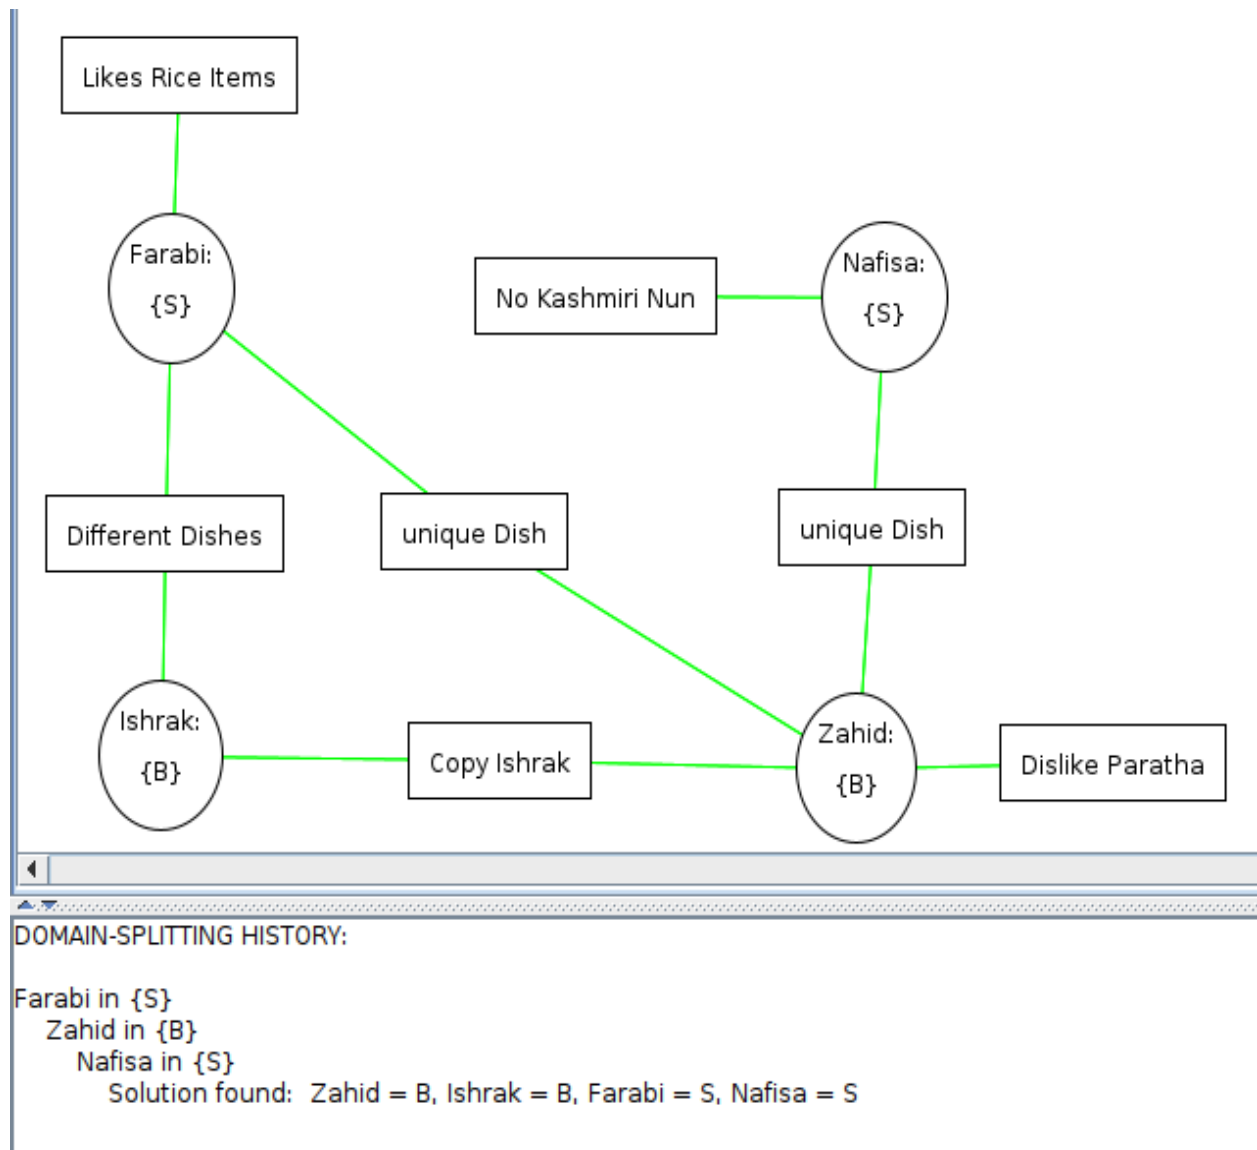 Likes Rice Items
Farabi:
{S}
Nafisa:
{S}
No Kashmiri Nun
Different Dishes
unique Dish
unique Dish
Ishrak:
{B}
Copy Ishrak
Zahid:
{B}
Dislike Paratha
DOMAIN-SPLITTING HISTORY:
Farabi in {S}
Zahid in {B}
Nafisa in {S}
Solution found:  Zahid = B, Ishrak = B, Farabi = S, Nafisa = S